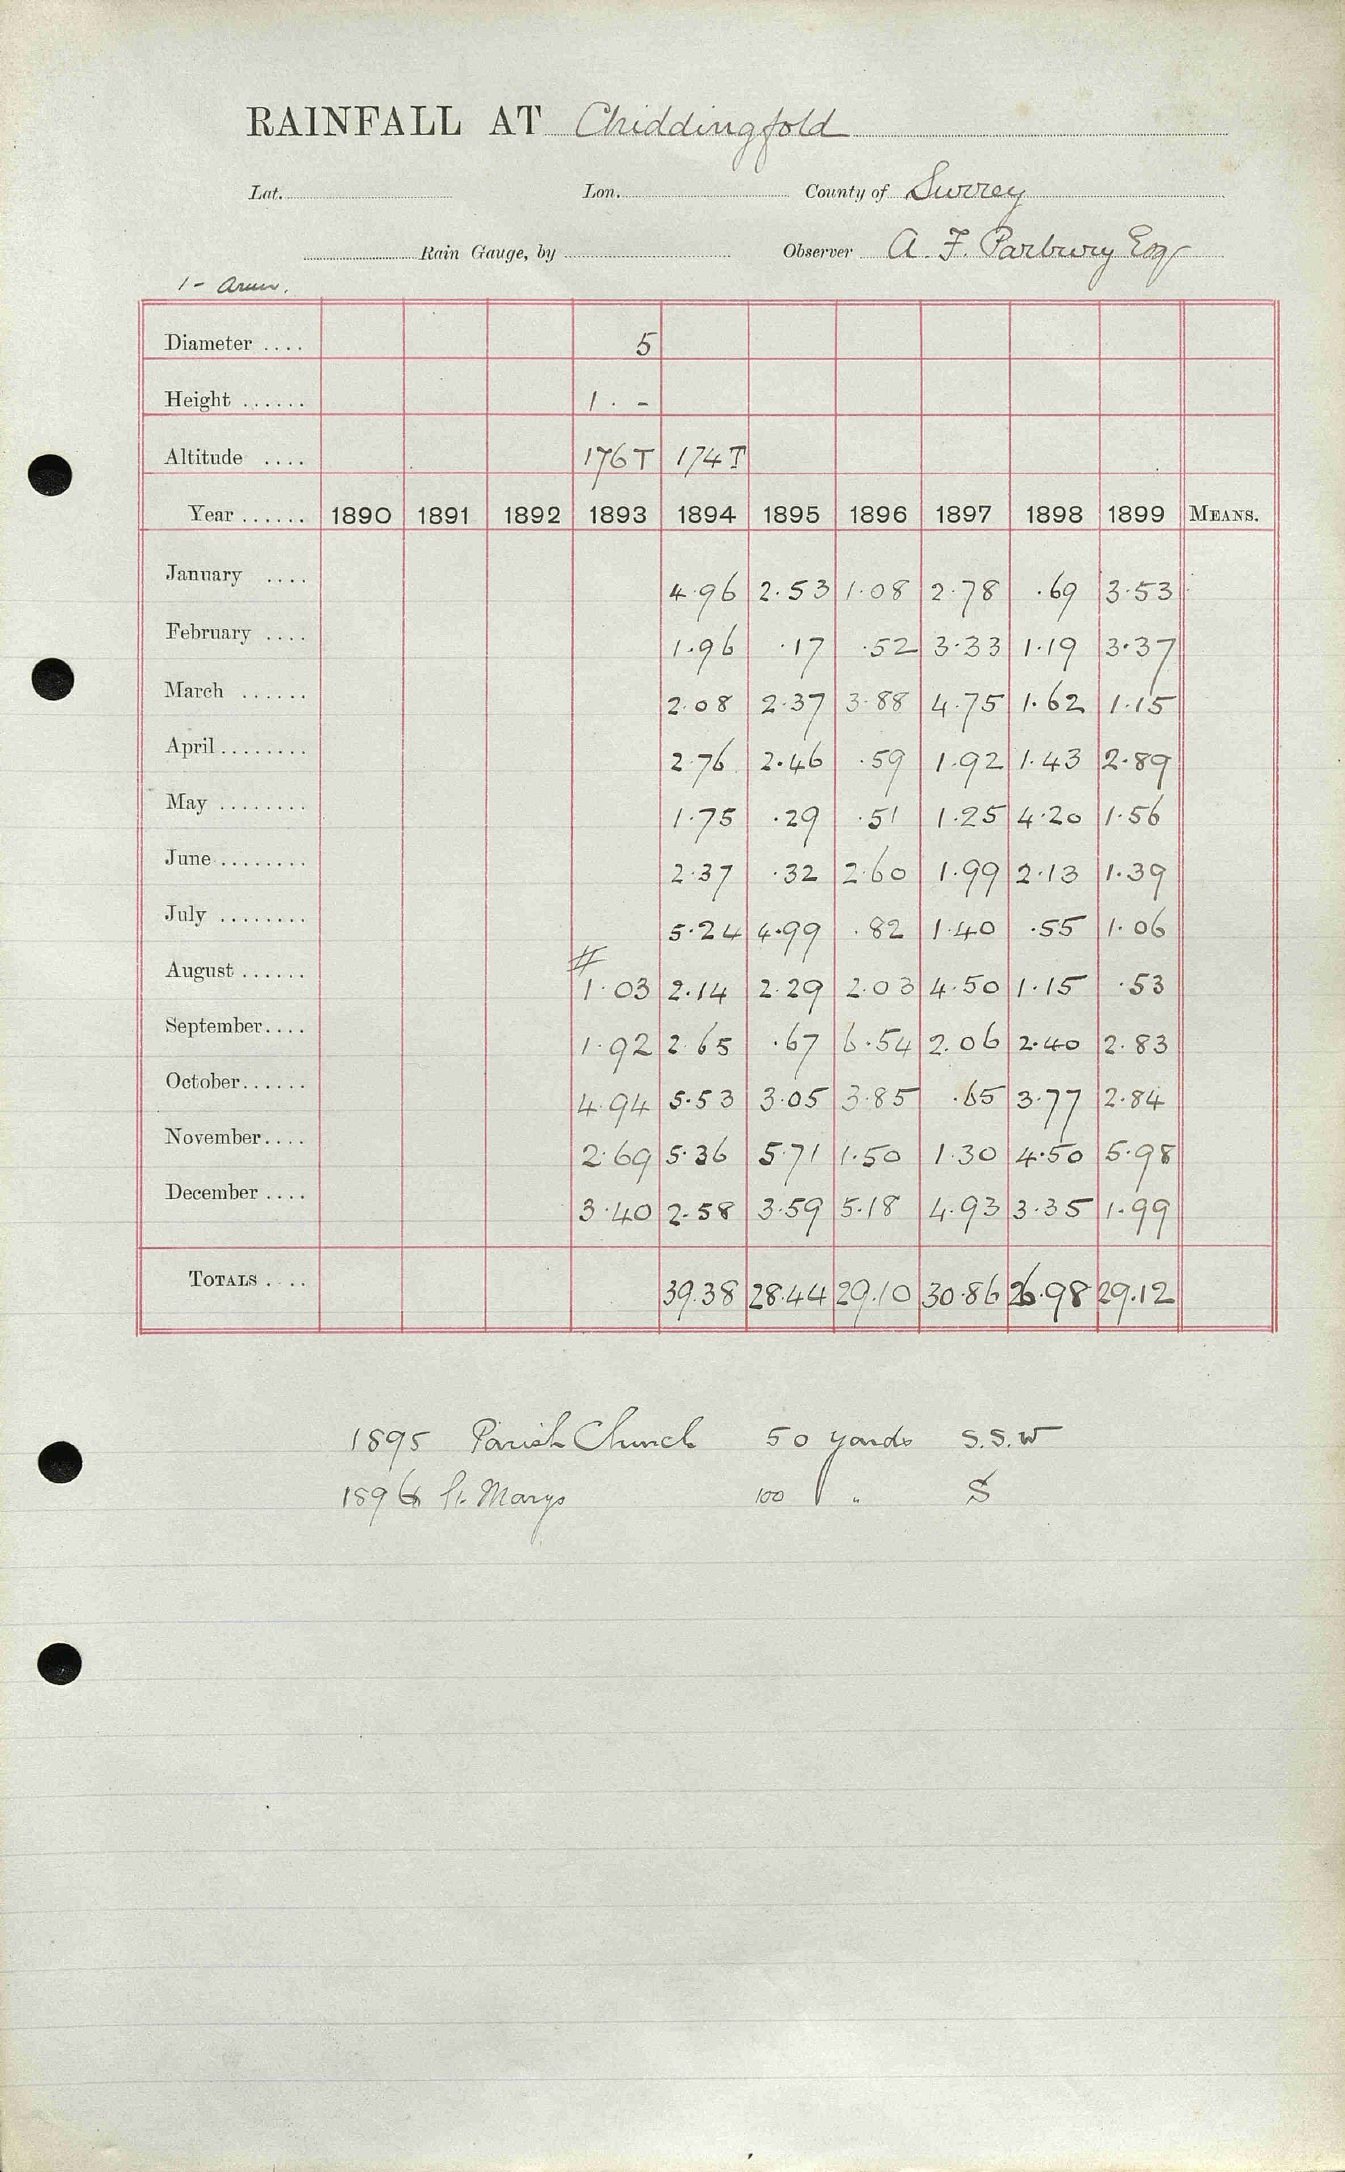 RAINFALL AT Chiddingfold
Lat. Lon. County of Surrey
Rain Gauge, by Observer A. F. Parbury Esq
1 - Arun.
Diameter .... 5
Height ...... 1 . -
Altitude .... 176T 174T
Year ...... 1890 1891 1892 1893 1894 1895 1896 1897 1898 1899 MEANS.
January .... 4.96 2.53 1.08 2.78 .69 3.53
February .... 1.96 .17 .52 3.33 1.19 3.37
March ...... 2.08 2.37 3.88 4.75 1.62 1.15
April ........ 2.76 2.46 .59 1.92 1.43 2.89
May ........ 1.75 .29 .51 1.25 4.20 1.56
June ........ 2.37 .32 2.60 1.99 2.13 1.39
July ........ 5.24 4.99 .82 1.40 .55 1.06
#
August ...... 1.03 2.14 2.29 2.03 4.50 1.15 .53
September.... 1.92 2.65 .67 6.54 2.06 2.40 2.83
October...... 4.94 5.53 3.05 3.85 .65 3.77 2.84
November.... 2.69 5.36 5.71 1.50 1.30 4.50 5.98
December .... 3.40 2.58 3.59 5.18 4.93 3.35 1.99
TOTALS .... 39.38 28.44 29.10 30.86 26.98 29.12
1895 Parish Church 50 yards S.S.W
1896 St. Marys 100 " S